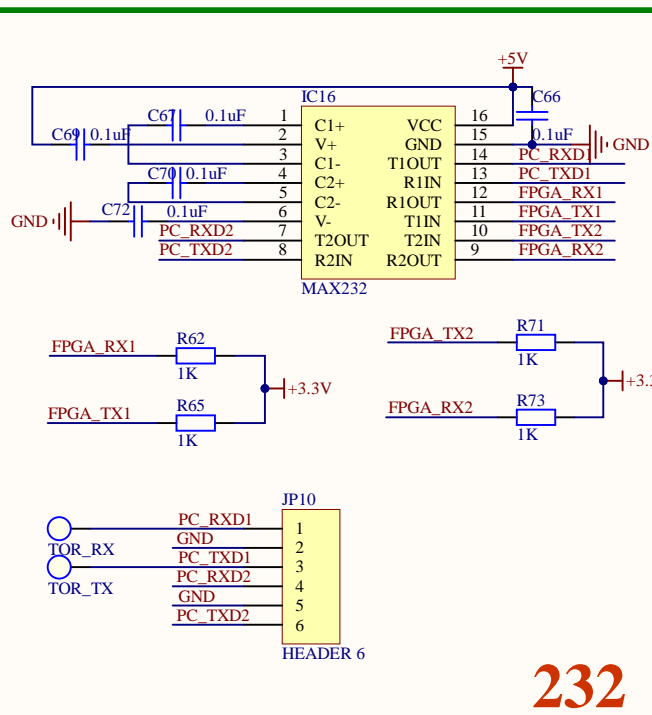 +5V
IC16
C66
0.1uF
GND
C67
0.1uF
C69
0.1uF
C70
0.1uF
C72
0.1uF
GND
PC_RXD2
PC_TXD2
1
2
3
4
5
6
7
8
C1+
V+
C1-
C2+
C2-
V-
T2OUT
R2IN
VCC
GND
T1OUT
R1IN
R1OUT
T1IN
T2IN
R2OUT
16
15
14
13
12
11
10
9
PC_RXD1
PC_TXD1
FPGA_RX1
FPGA_TX1
FPGA_TX2
FPGA_RX2
MAX232
FPGA_RX1
R62
1K
+3.3V
FPGA_TX1
R65
1K
FPGA_TX2
R71
1K
+3.3
FPGA_RX2
R73
1K
JP10
TOR_RX
TOR_TX
PC_RXD1
GND
PC_TXD1
PC_RXD2
GND
PC_TXD2
1
2
3
4
5
6
HEADER 6
232